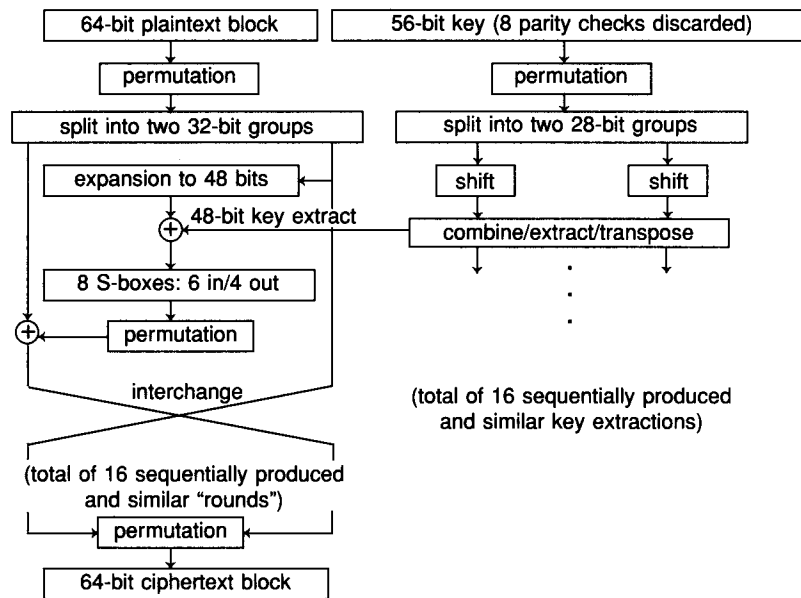 64-bit plaintext block
56-bit key (8 parity checks discarded)
permutation
permutation
split into two 32-bit groups
split into two 28-bit groups
expansion to 48 bits
shift
shift
48-bit key extract
+
combine/extract/transpose
8 S-boxes: 6 in/4 out
+
permutation
interchange
(total of 16 sequentially produced
and similar key extractions)
(total of 16 sequentially produced
and similar “rounds”)
permutation
64-bit ciphertext block